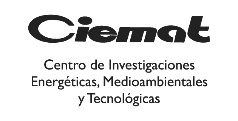 Ciemat
Centro de Investigaciones
Energéticas, Medioambientales
y Tecnológicas